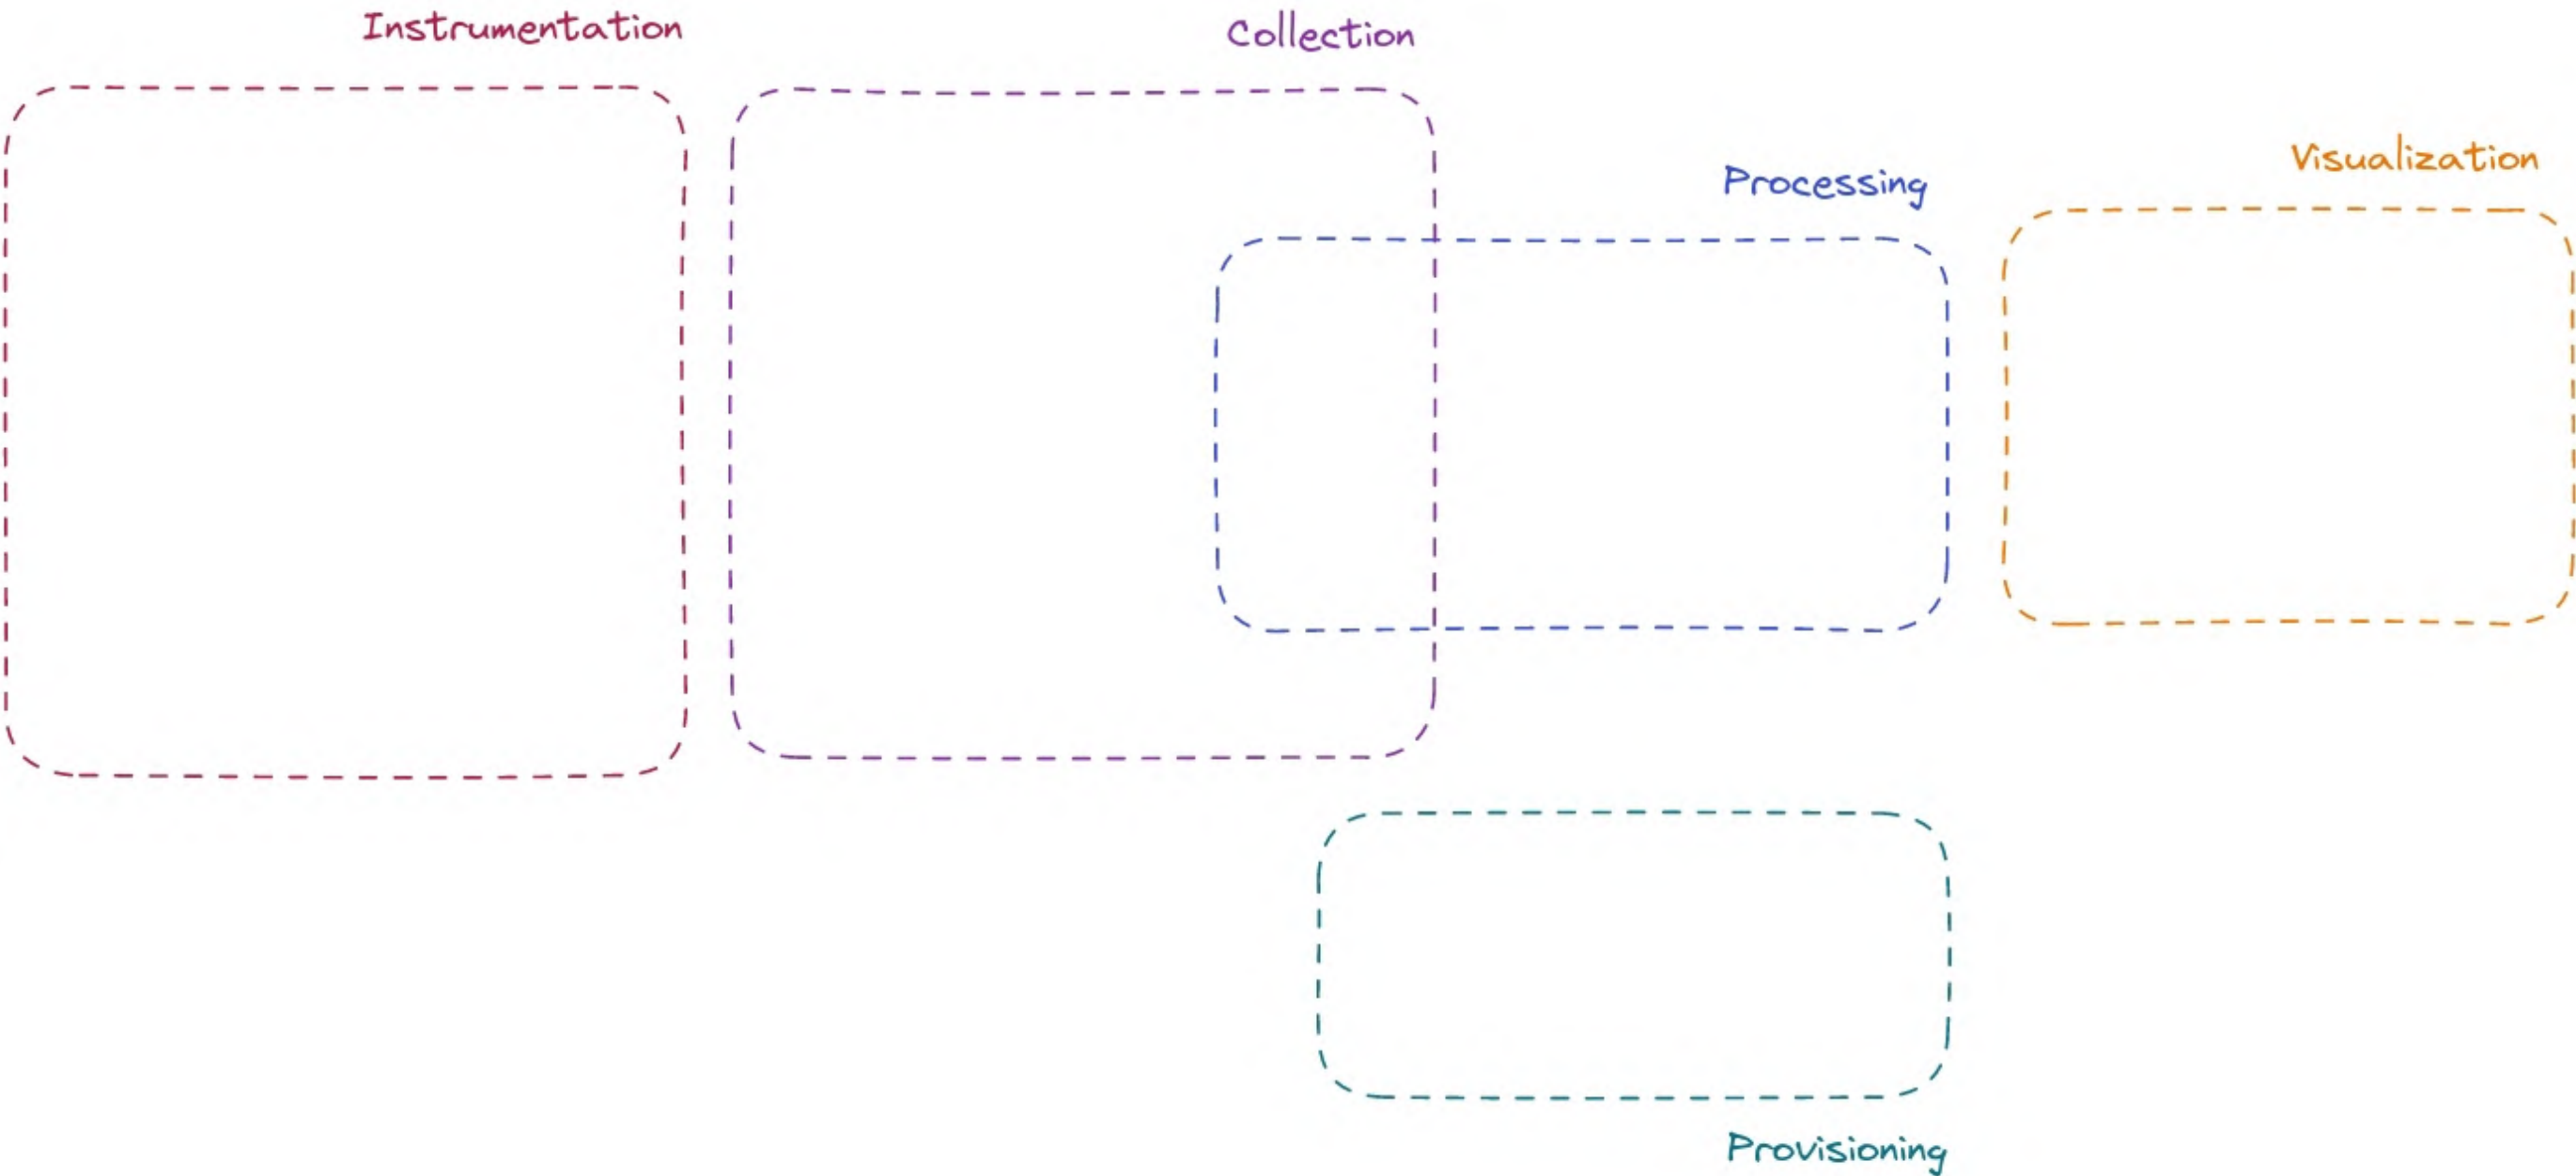 Instrumentation
Collection
Processing
Visualization
Provisioning